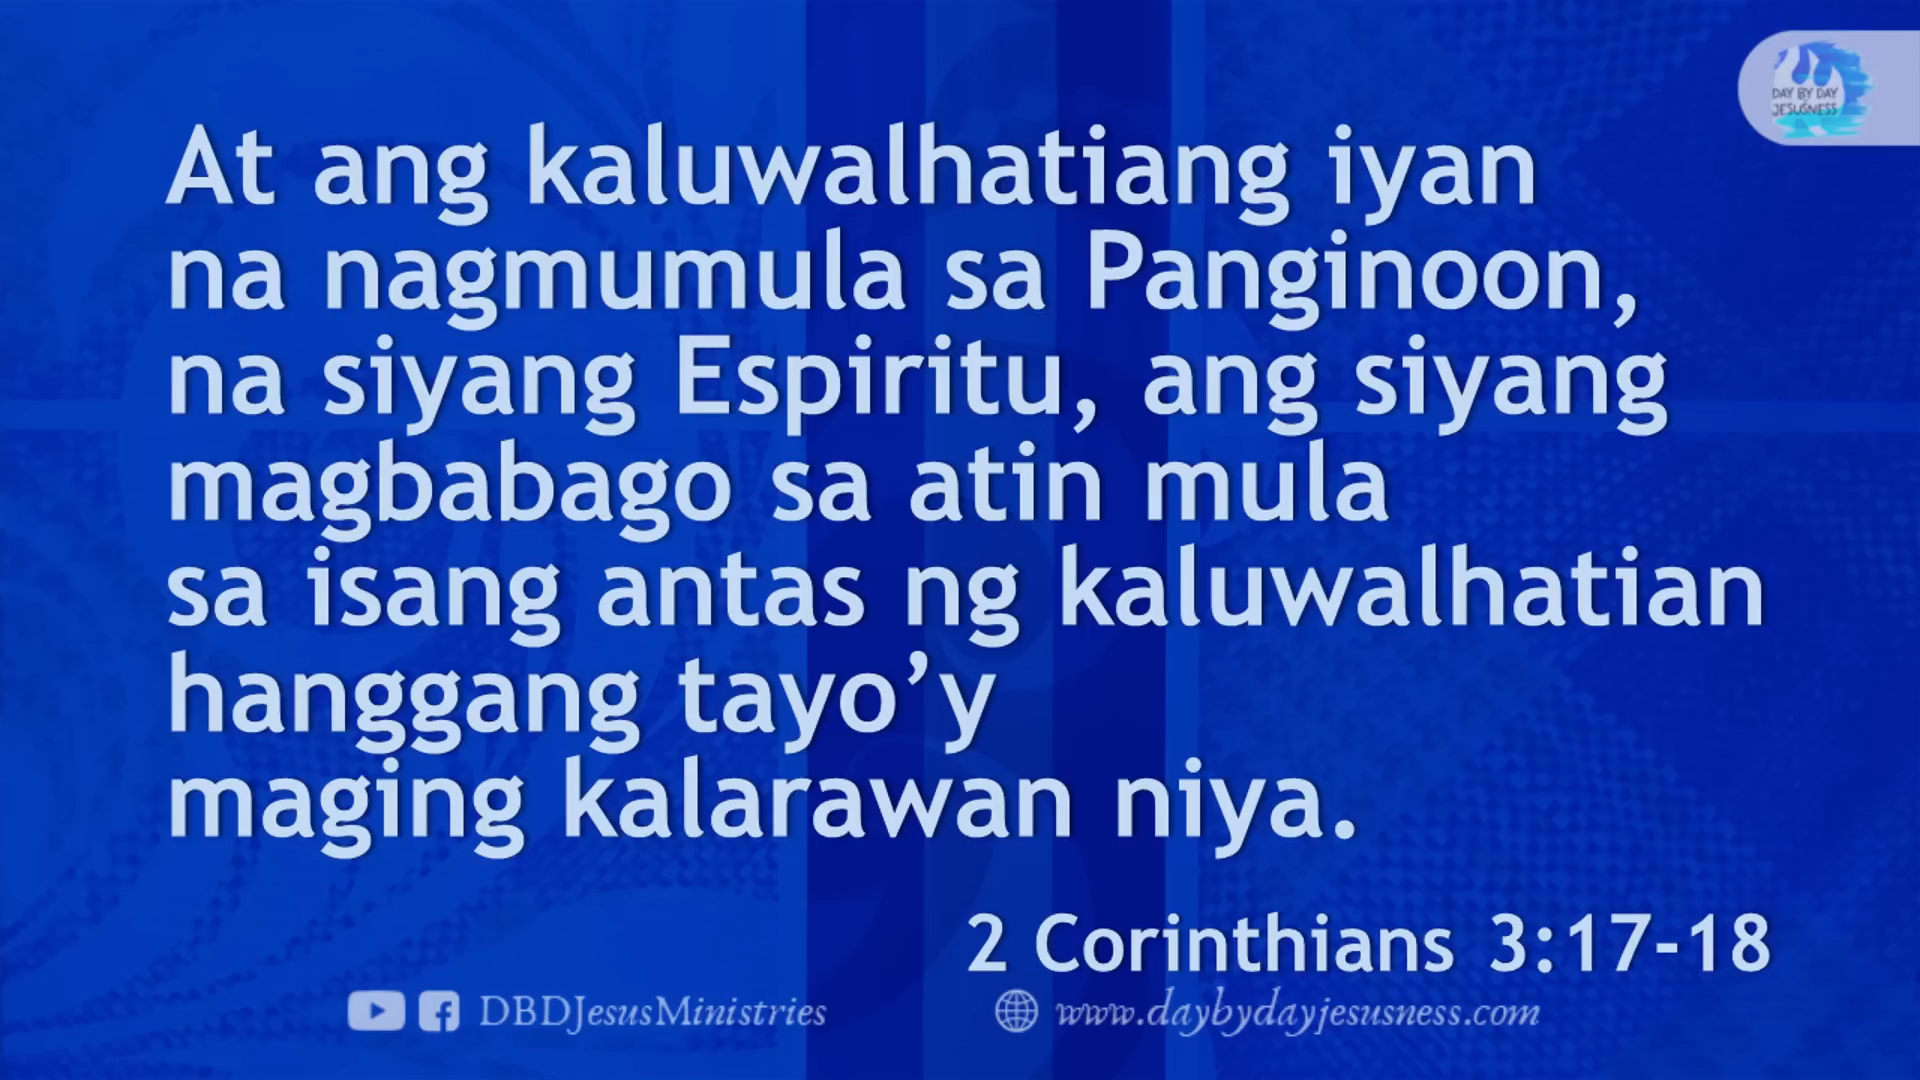 DAY BY DAY
JESUSNESS
At ang kaluwalhatiang iyan
na nagmumula sa Panginoon,
na siyang Espiritu, ang siyang
magbabago sa atin mula
sa isang antas ng kaluwalhatian
hanggang tayo’y
maging kalarawan niya.
2 Corinthians 3:17-18
DBDJesusMinistries
www.daybydayjesusness.com